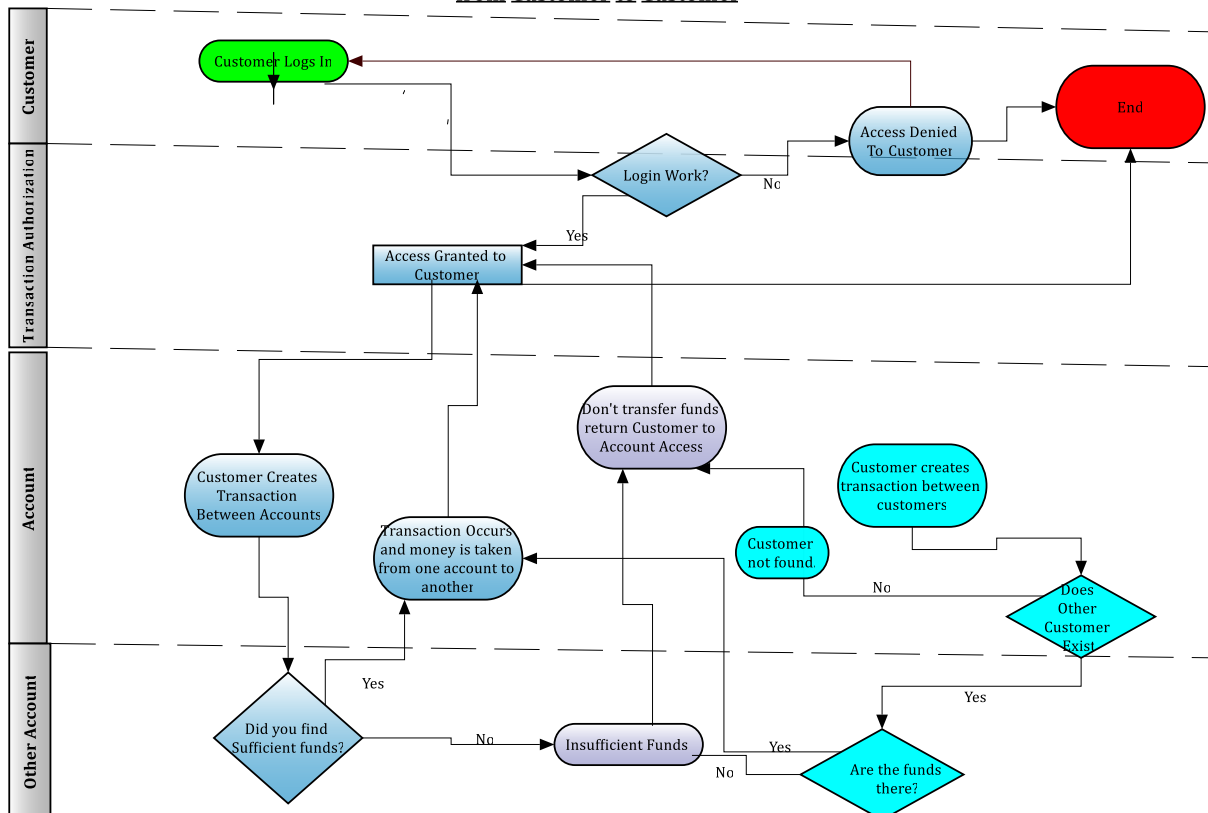 Customer
Customer Logs In
End
Access Denied
To Customer
Transaction Authorization
Login Work?
No
Yes
Access Granted to
Customer
Account
Don't transfer funds
return Customer to
Account Access
Customer Creates
Transaction
Between Accounts
Customer creates
transaction between
customers
Transaction Occurs
and money is taken
from one account to
another
Customer
not found.
No
Does
Other
Customer
Exist
Other Account
Yes
Yes
Did you find
Sufficient funds?
No
Insufficient Funds
Yes
No
Are the funds
there?